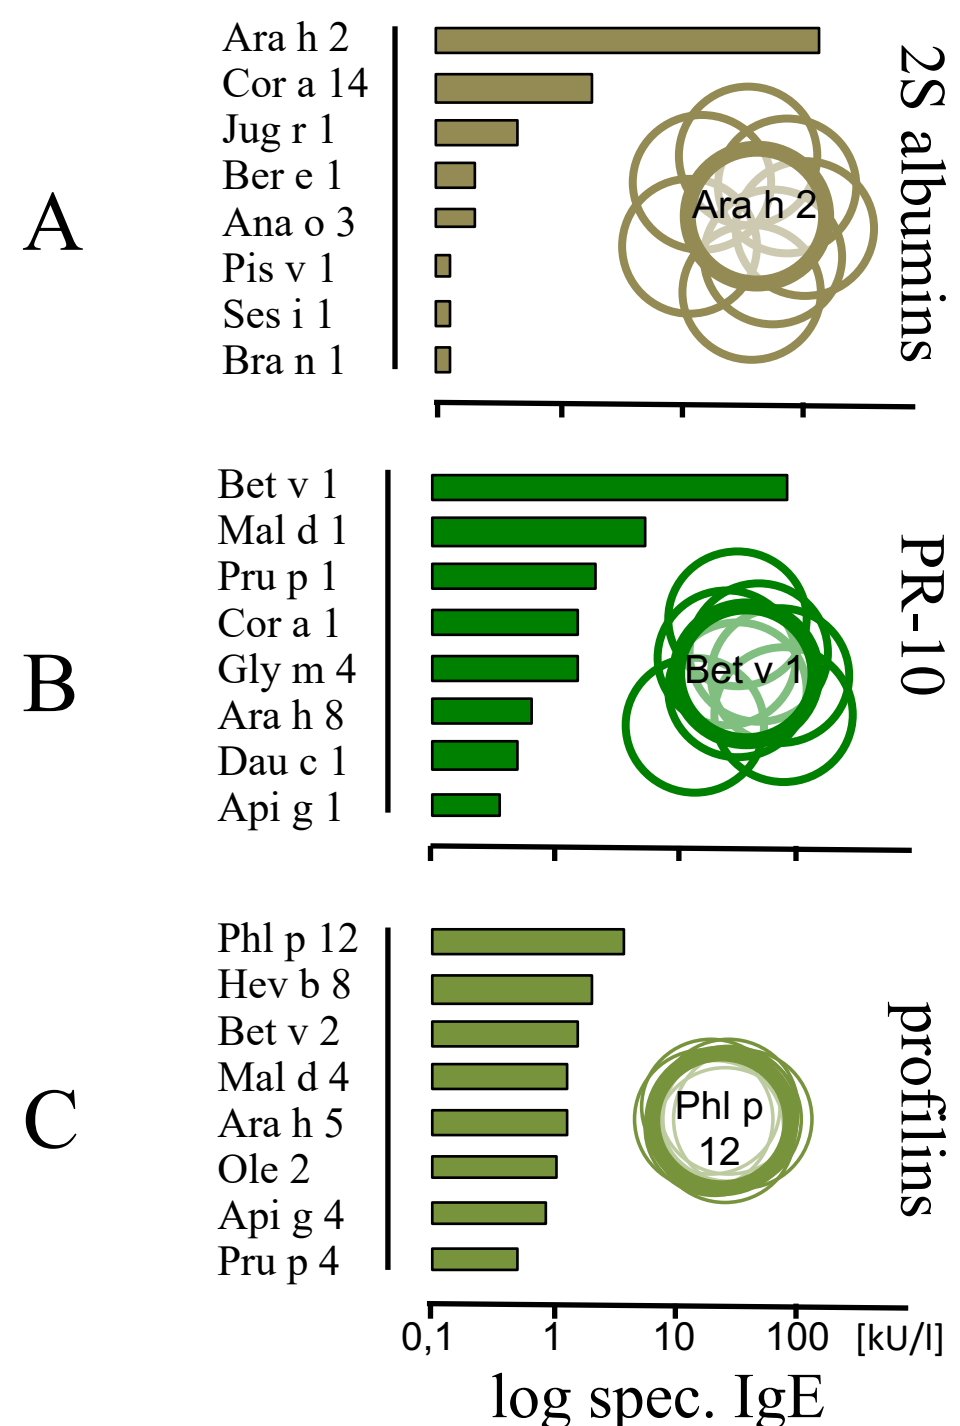 A
Ara h 2
Cor a 14
Jug r 1
Ber e 1
Ana o 3
Pis v 1
Ses i 1
Bra n 1
Ara h 2
2S albumins
B
Bet v 1
Mal d 1
Pru p 1
Cor a 1
Gly m 4
Ara h 8
Dau c 1
Api g 1
Bet v 1
PR-10
C
Phl p 12
Hev b 8
Bet v 2
Mal d 4
Ara h 5
Ole 2
Api g 4
Pru p 4
Phl p
12
profilins
0,1 1 10 100 [kU/l]
log spec. IgE